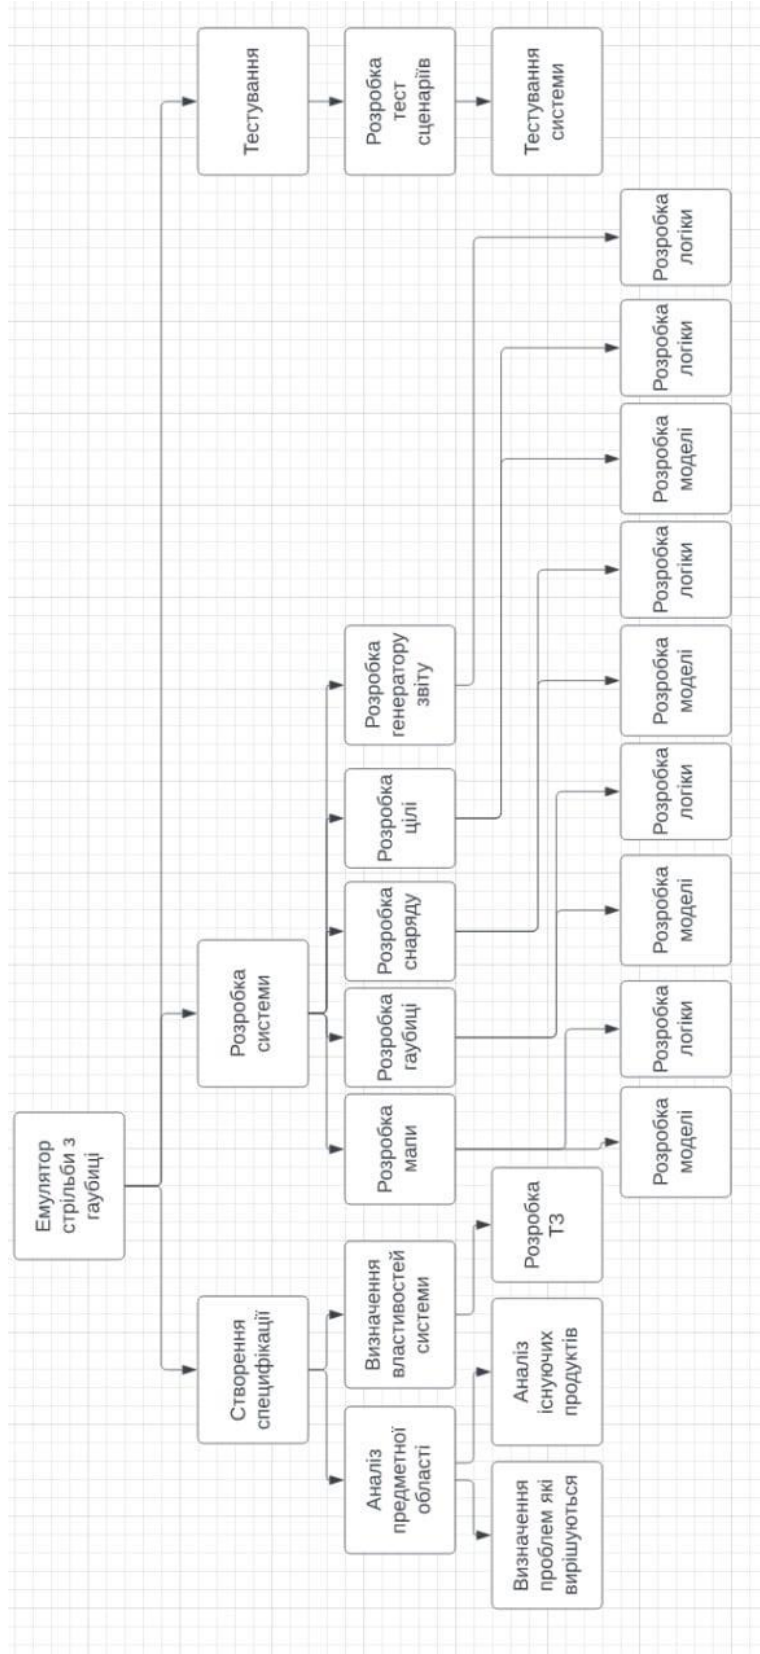 Емулятор
стрільби з
гаубиці
Створення
специфікації
Розробка
системи
Тестування
Аналіз
предметної
області
Визначення
властивостей
системи
Розробка
мапи
Розробка
гаубиці
Розробка
снаряду
Розробка
цілі
Розробка
генератору
звіту
Розробка
тест
сценаріїв
Визначення
проблем які
вирішуються
Аналіз
існуючих
продуктів
Розробка
ТЗ
Тестування
системи
Розробка
моделі
Розробка
логіки
Розробка
моделі
Розробка
логіки
Розробка
моделі
Розробка
логіки
Розробка
моделі
Розробка
логіки
Розробка
логіки